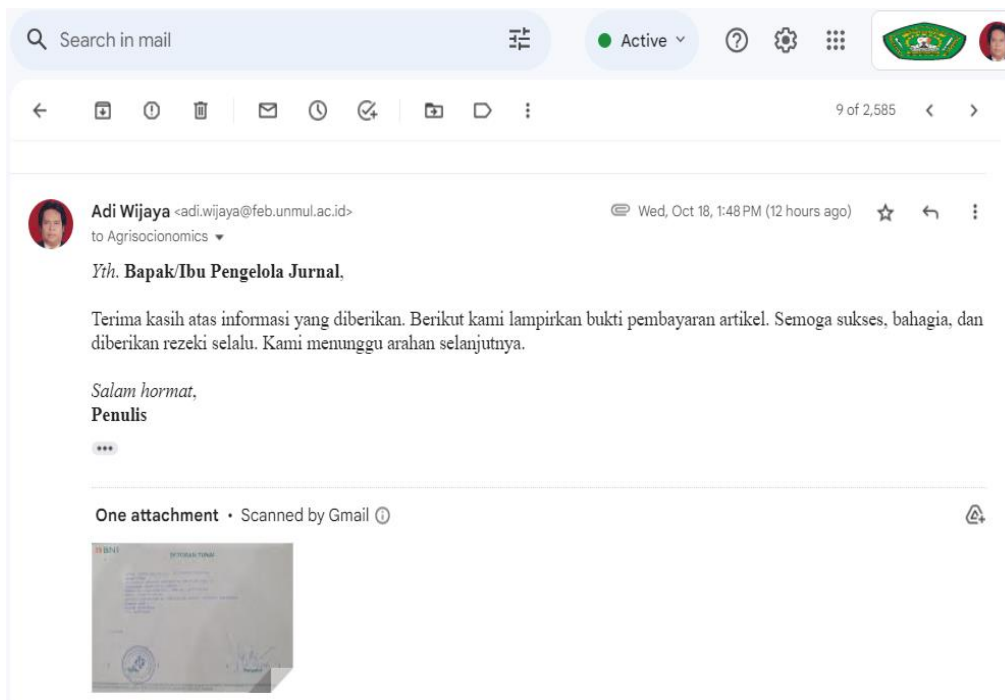 Search in mail
Active
9 of 2,585
Adi Wijaya <adi.wijaya@feb.unmul.ac.id>
Wed, Oct 18, 1:48 PM (12 hours ago)
to Agrisocionomics
Yth. Bapak/Ibu Pengelola Jurnal,
Terima kasih atas informasi yang diberikan. Berikut kami lampirkan bukti pembayaran artikel. Semoga sukses, bahagia, dan
diberikan rezeki selalu. Kami menunggu arahan selanjutnya.
Salam hormat,
Penulis
One attachment • Scanned by Gmail
BNI
SETORAN TUNAI